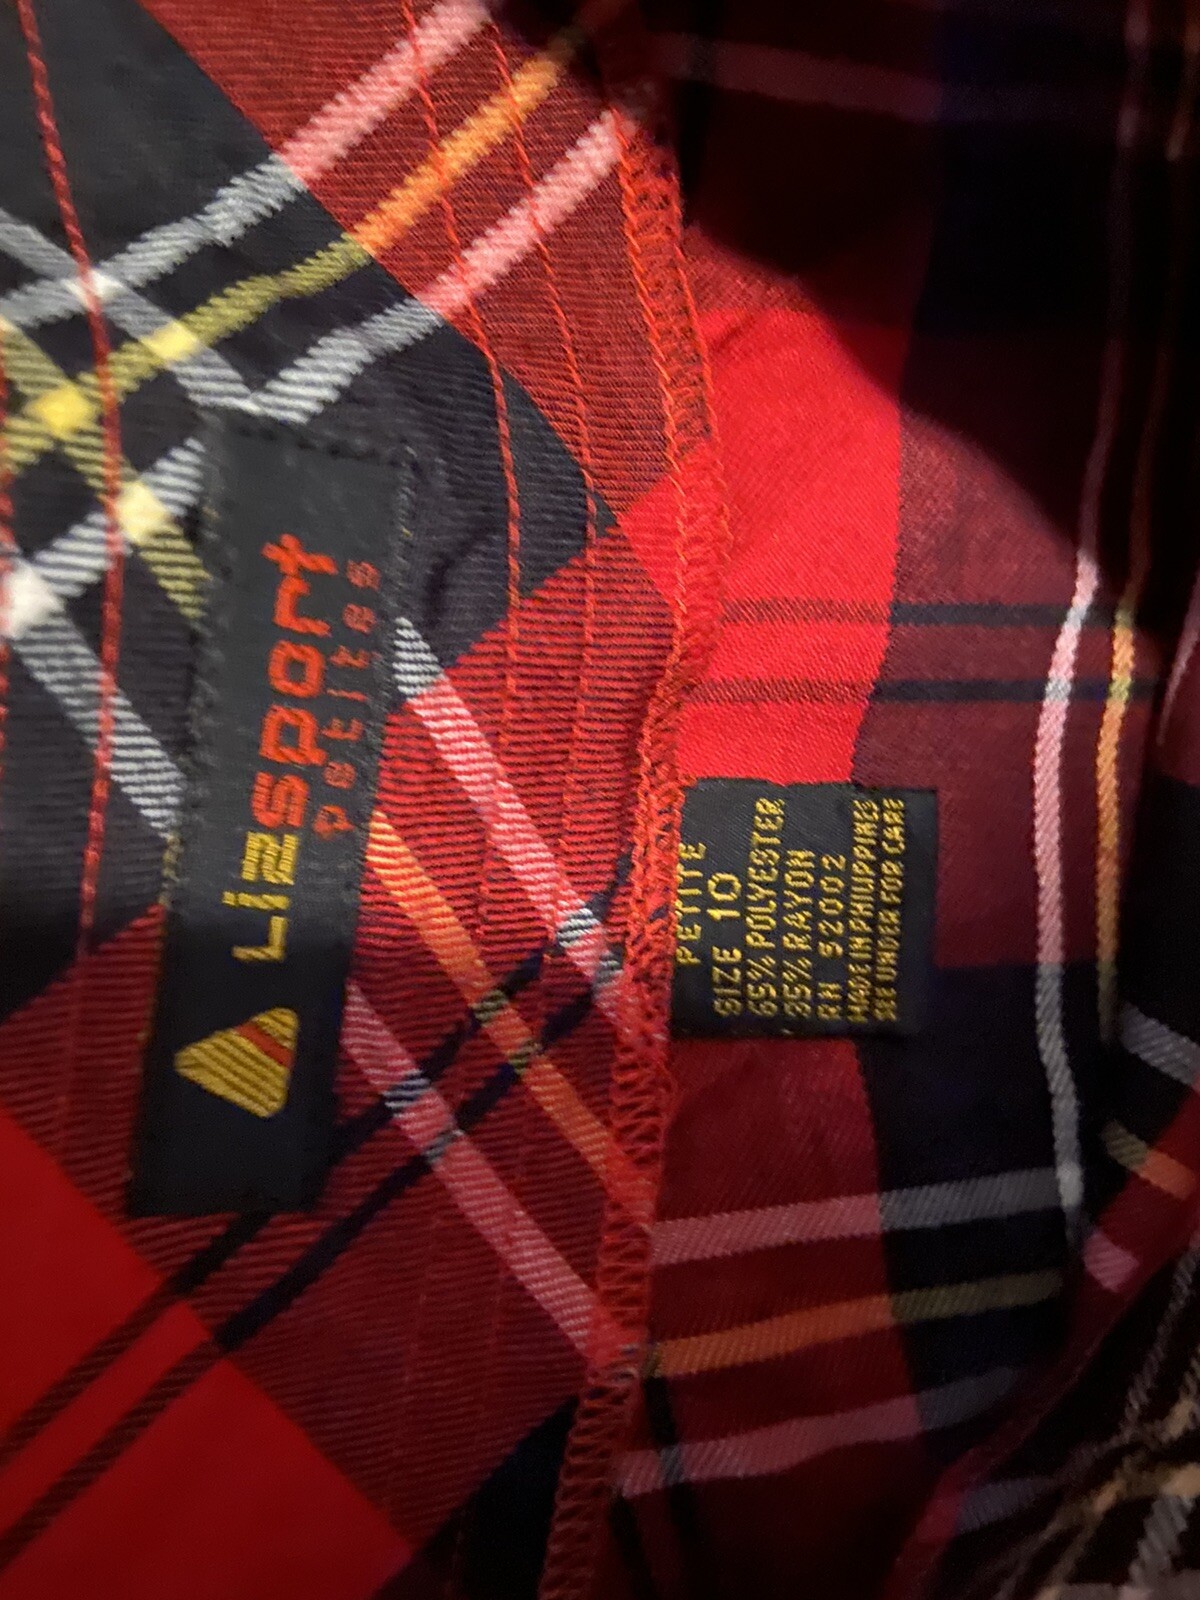 Lizsport
petites
PETITE
SIZE 10
65% POLYESTER
35% RAYON
RN 52002
MADE IN PHILIPPINES
SEE UNDER FOR CARE